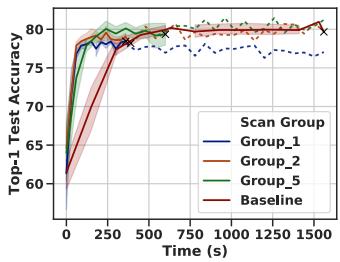 Top-1 Test Accuracy
80
75
70
65
60
Scan Group
Group_1
Group_2
Group_5
Baseline
0 250 500 750 1000 1250 1500
Time (s)